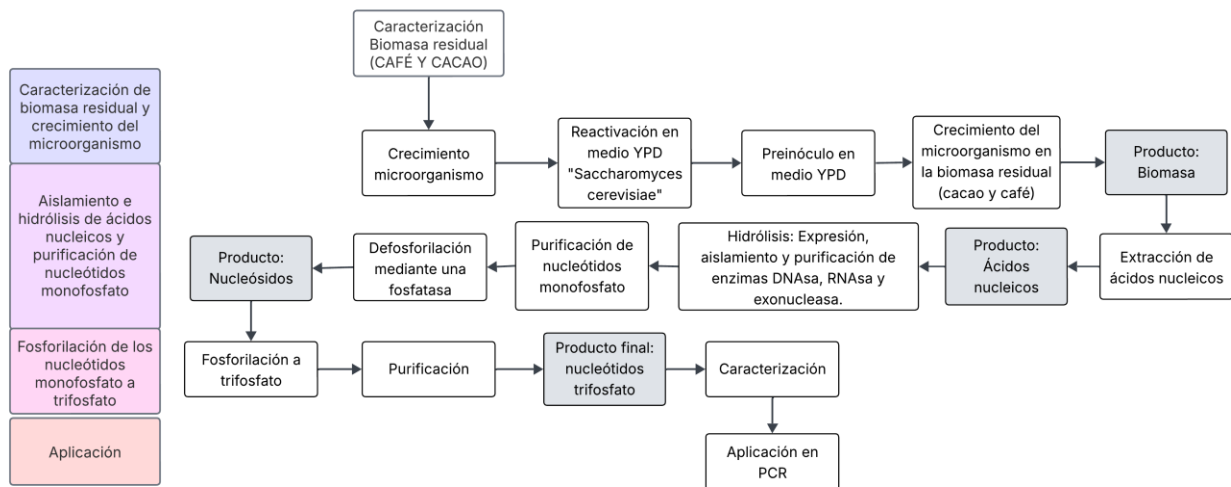 Caracterización
Biomasa residual
(CAFÉ Y CACAO)
Caracterización de
biomasa residual y
crecimiento del
microorganismo
Crecimiento
microorganismo
Reactivación en
medio YPD
"Saccharomyces
cerevisiae"
Preinóculo en
medio YPD
Crecimiento del
microorganismo en
la biomasa residual
(cacao y café)
Producto:
Biomasa
Aislamiento e
hidrólisis de ácidos
nucleicos y
purificación de
nucleótidos
monofosfato
Producto:
Nucleósidos
Defosforilación
mediante una
fosfatasa
Purificación de
nucleótidos
monofosfato
Hidrólisis: Expresión,
aislamiento y purificación de
enzimas DNAsa, RNAsa y
exonucleasa.
Producto:
Ácidos
nucleicos
Extracción de
ácidos nucleicos
Fosforilación de los
nucleótidos
monofosfato a
trifosfato
Fosforilación a
trifosfato
Purificación
Producto final:
nucleótidos
trifosfato
Caracterización
Aplicación
Aplicación en
PCR